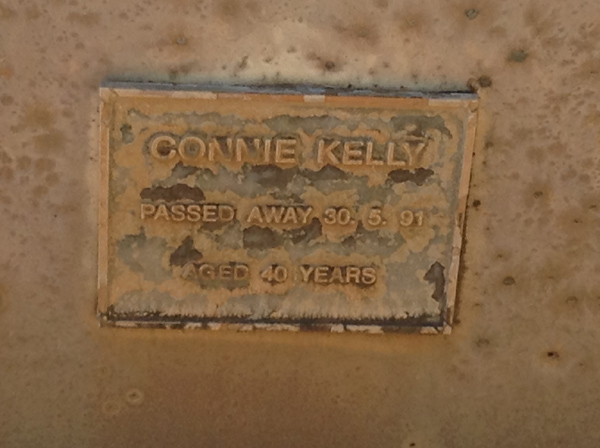 CONNIE KELLY
PASSED AWAY 30. 5. 91
AGED 40 YEARS